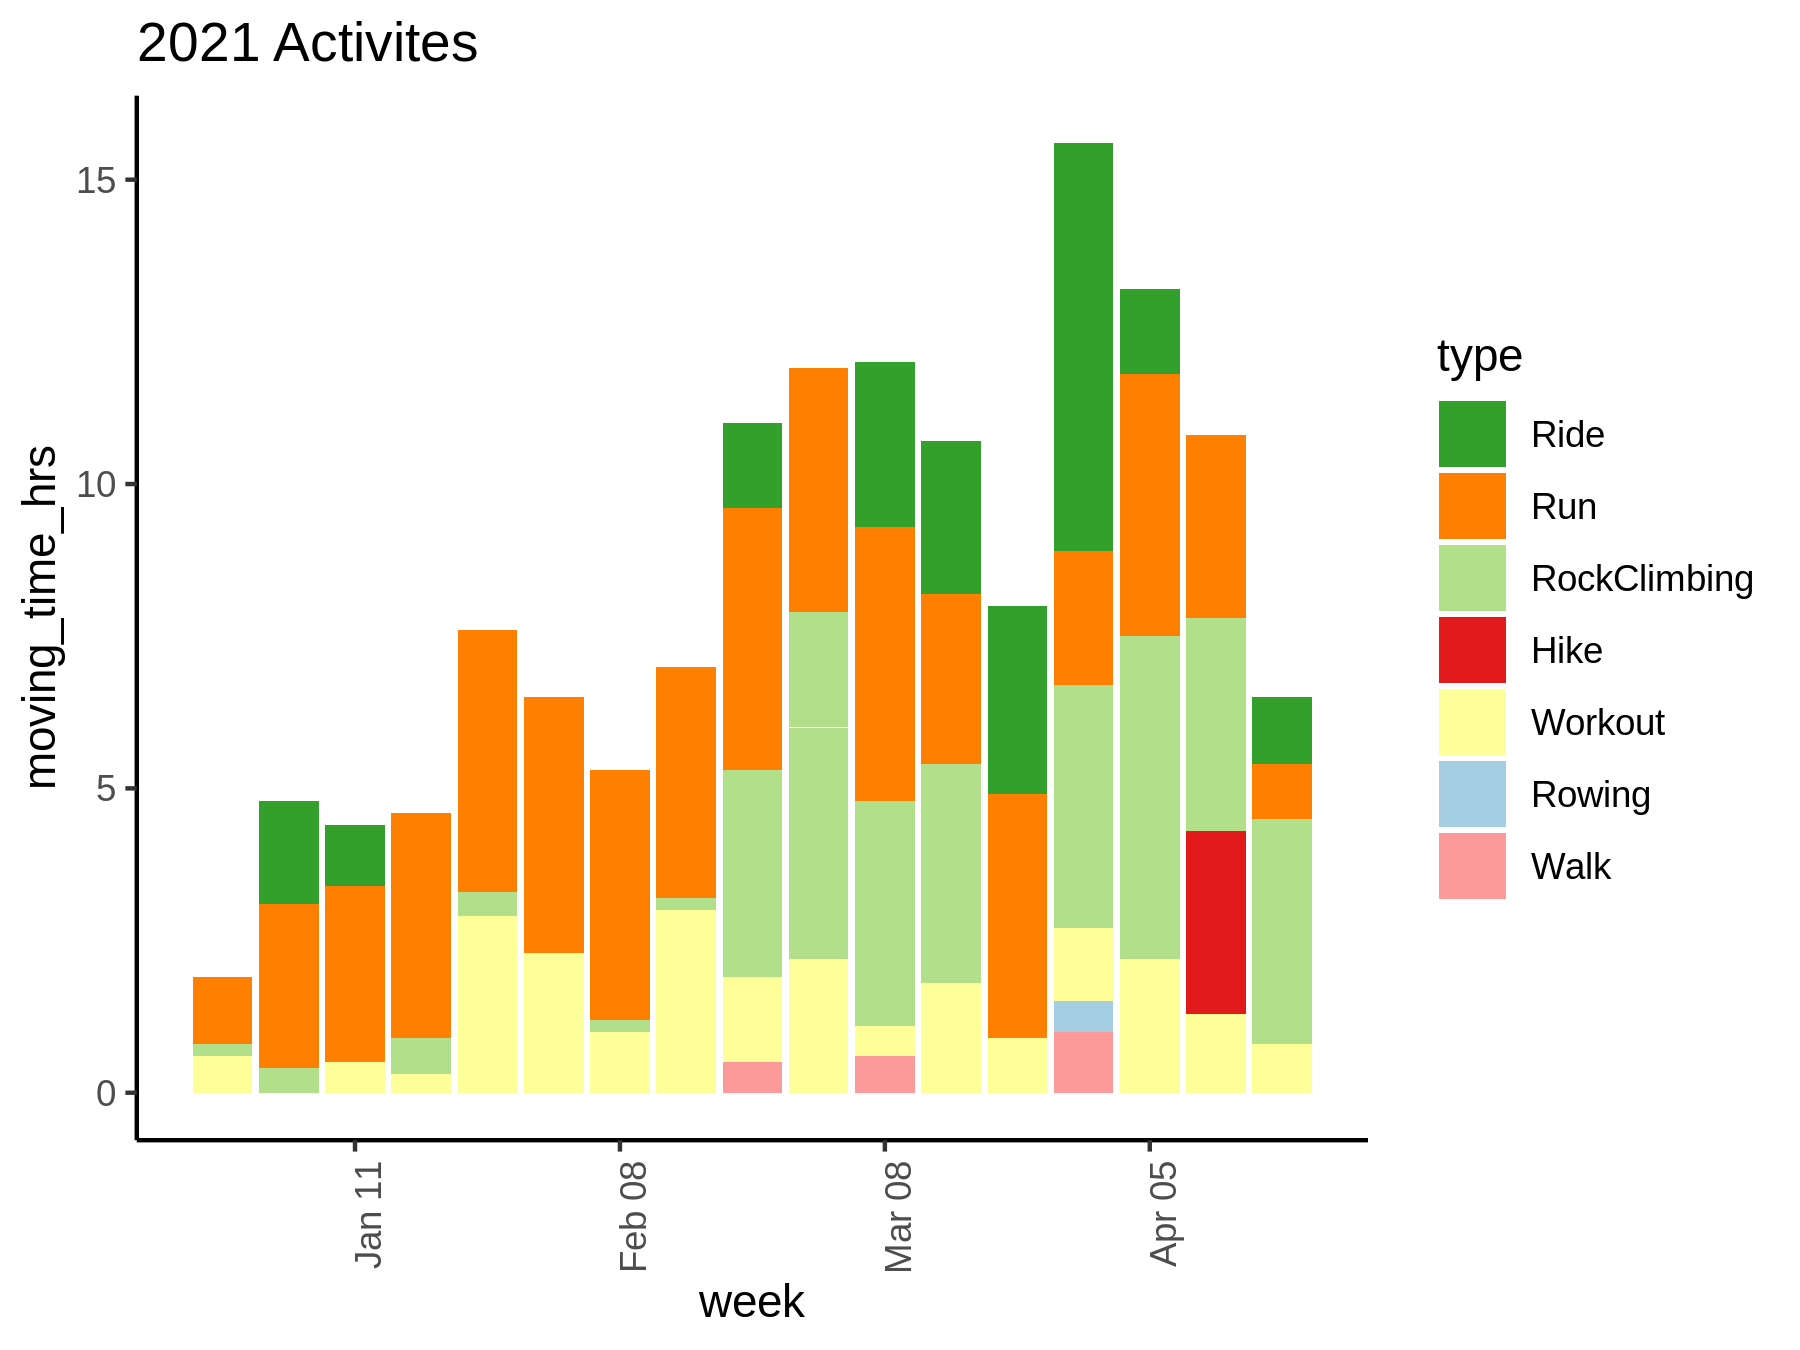 2021 Activites
moving_time_hrs
15
10
5
0
Jan 11
Feb 08
Mar 08
Apr 05
week
type
Ride
Run
RockClimbing
Hike
Workout
Rowing
Walk